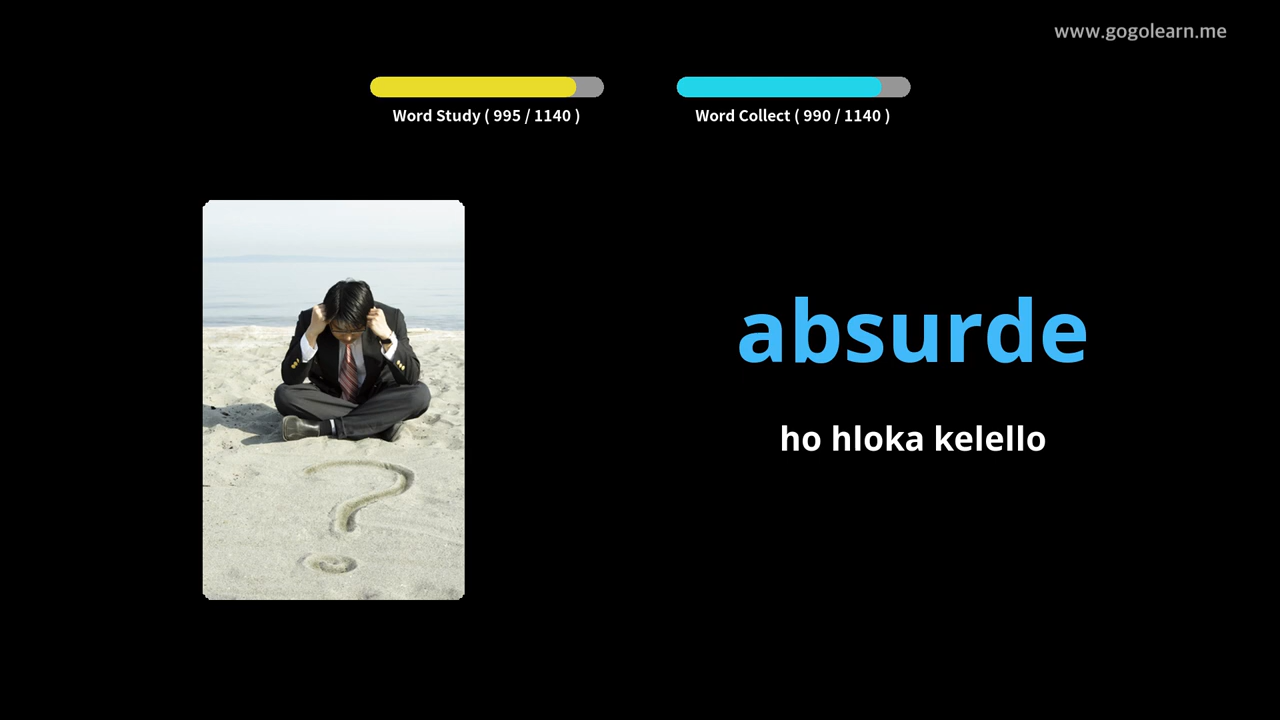 www.gogolearn.me
Word Study ( 995 / 1140 )
Word Collect ( 990 / 1140 )
absurde
ho hloka kelello
?